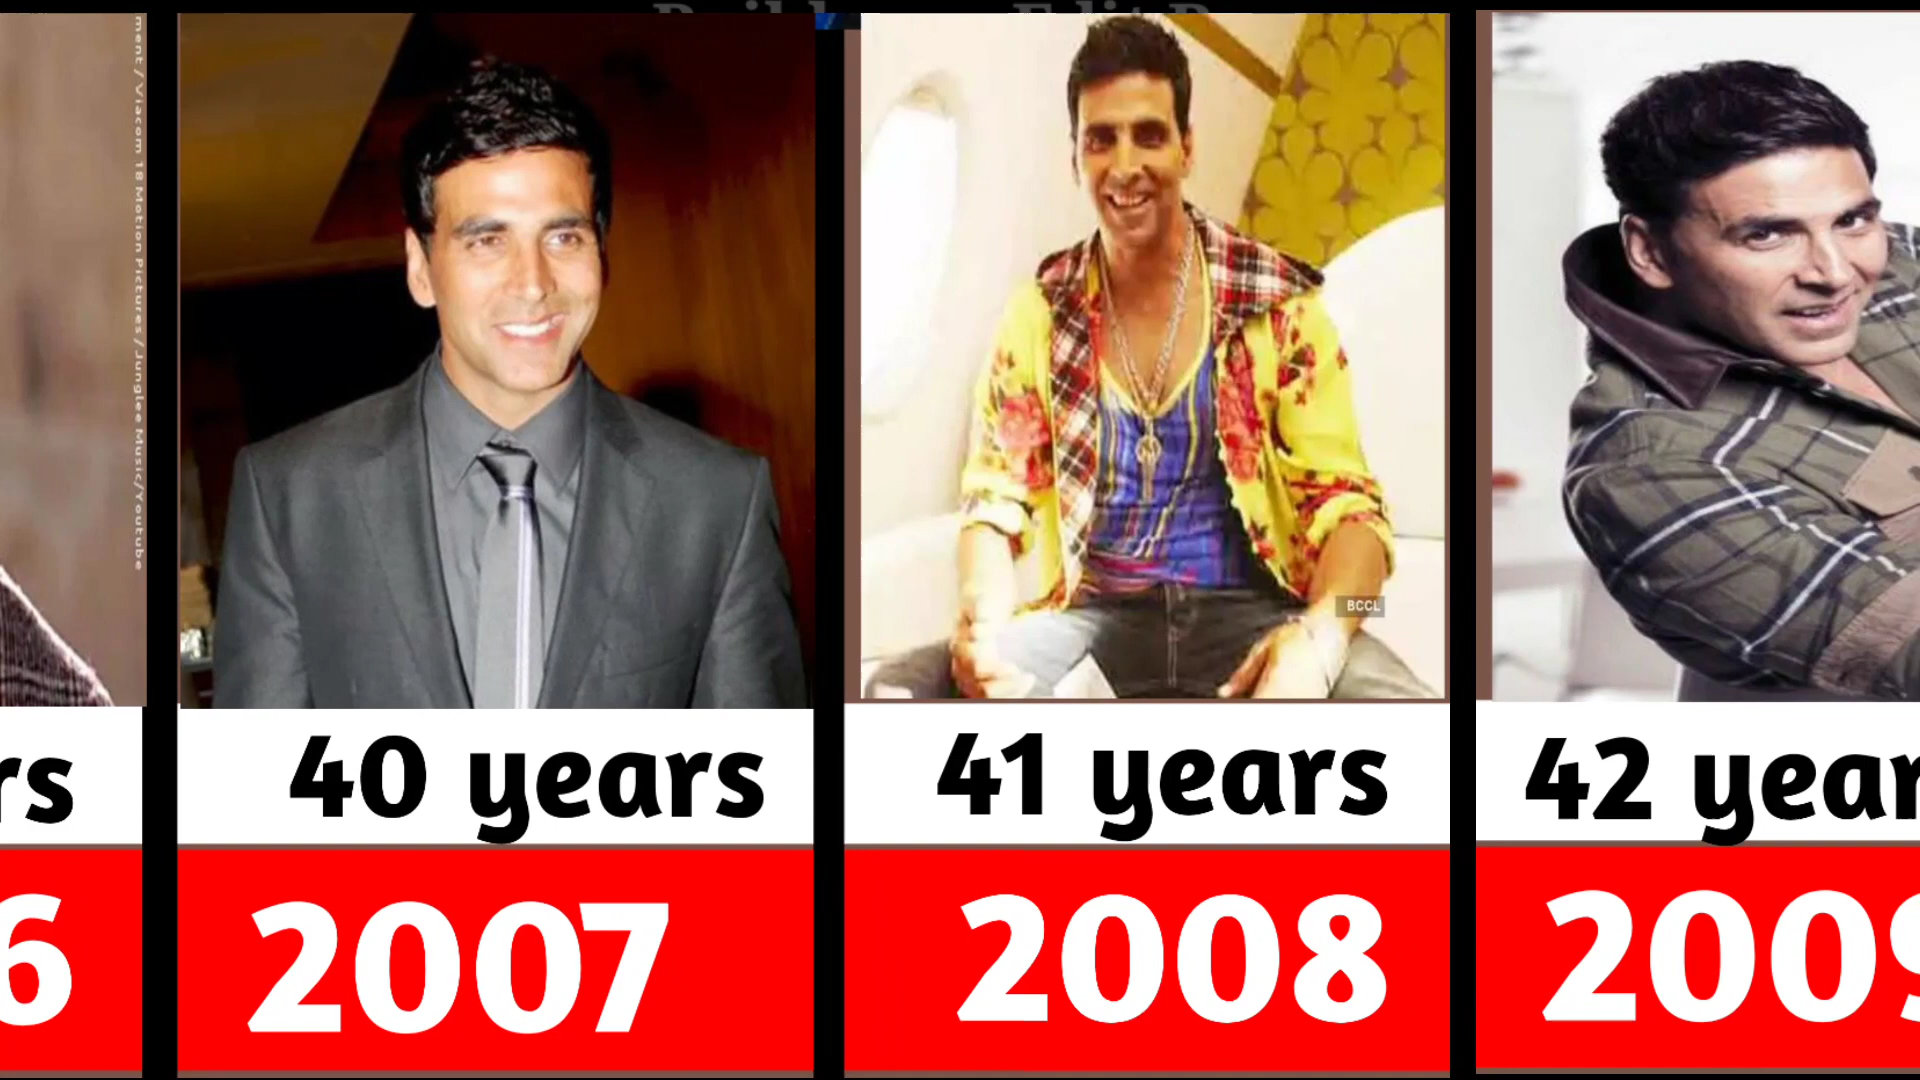 ment / Viacom 18 Motion Pictures / Junglee Music/Youtube
BCCL
rs
40 years
41 years
42 year
6
2007
2008
2009